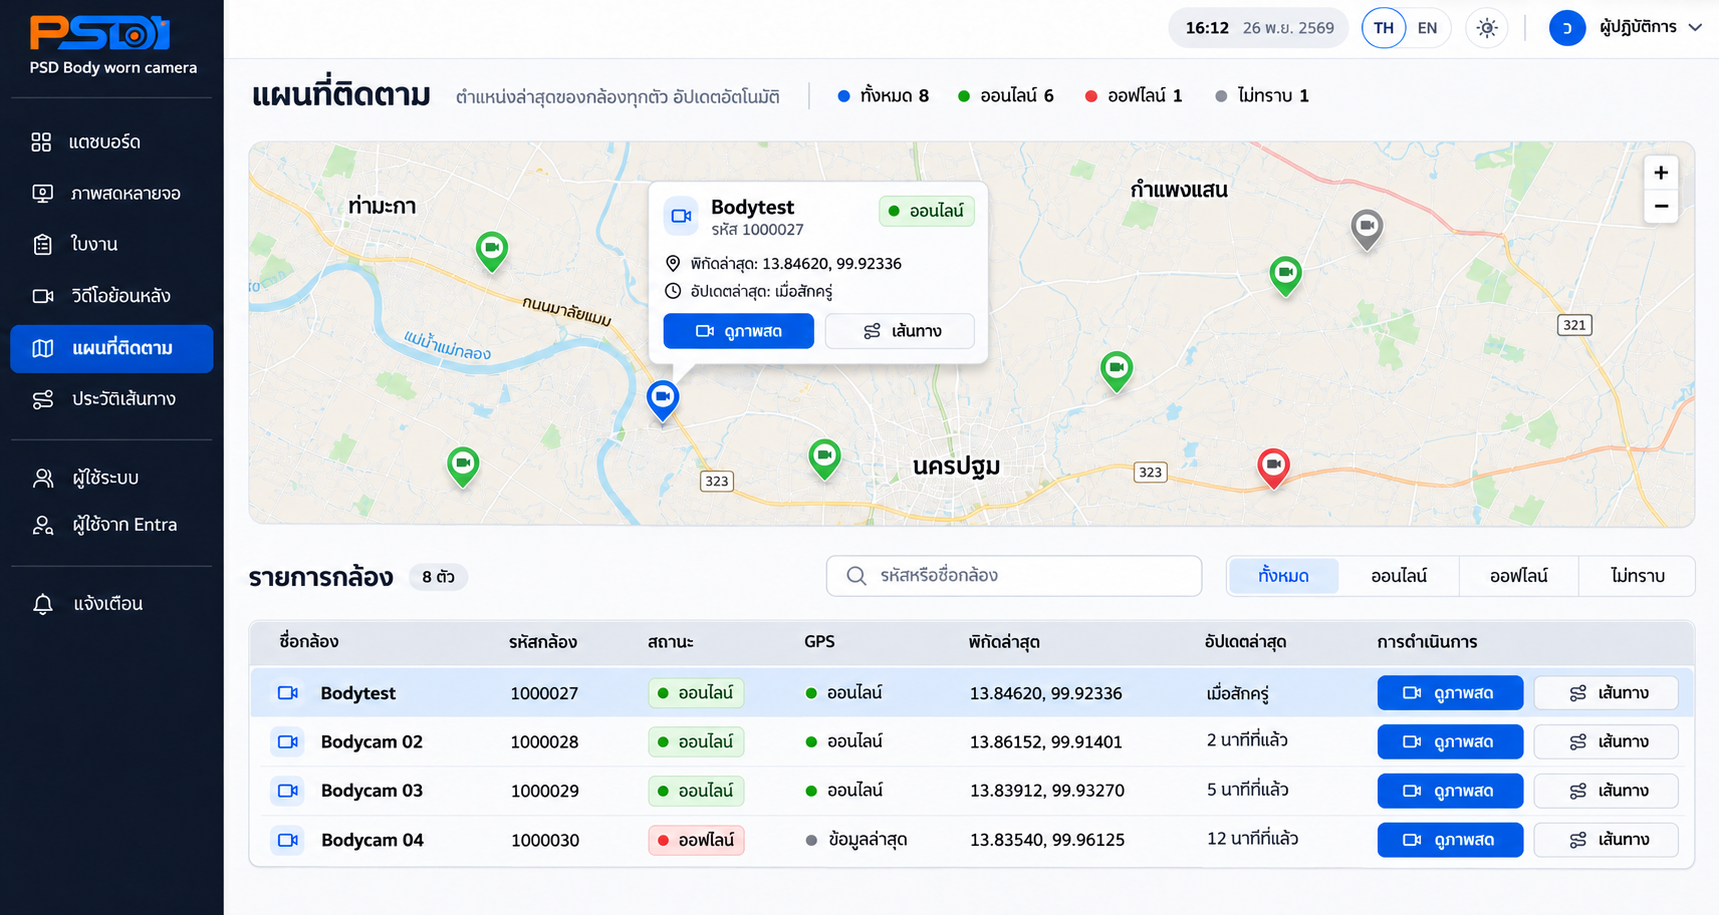 PSDI
PSD Body worn camera
แดชบอร์ด
ภาพสดหลายจอ
ใบงาน
วิดีโอย้อนหลัง
แผนที่ติดตาม
ประวัติเส้นทาง
ผู้ใช้ระบบ
ผู้ใช้จาก Entra
แจ้งเตือน
16:12 26 พ.ย. 2569
TH EN
ว ผู้ปฏิบัติการ
แผนที่ติดตาม ตำแหน่งล่าสุดของกล้องทุกตัว อัปเดตอัตโนมัติ
ทั้งหมด 8 ออนไลน์ 6 ออฟไลน์ 1 ไม่ทราบ 1
ท่ามะกา
กำแพงแสน
ถนนมาลัยแมม
แม่น้ำแม่กลอง
นครปฐม
323
323
321
+
−
Bodytest ออนไลน์
รหัส 1000027
พิกัดล่าสุด: 13.84620, 99.92336
อัปเดตล่าสุด: เมื่อสักครู่
ดูภาพสด เส้นทาง
รายการกล้อง 8 ตัว
รหัสหรือชื่อกล้อง
ทั้งหมด ออนไลน์ ออฟไลน์ ไม่ทราบ
ชื่อกล้อง รหัสกล้อง สถานะ GPS พิกัดล่าสุด อัปเดตล่าสุด การดำเนินการ
Bodytest 1000027 ออนไลน์ ออนไลน์ 13.84620, 99.92336 เมื่อสักครู่ ดูภาพสด เส้นทาง
Bodycam 02 1000028 ออนไลน์ ออนไลน์ 13.86152, 99.91401 2 นาทีที่แล้ว ดูภาพสด เส้นทาง
Bodycam 03 1000029 ออนไลน์ ออนไลน์ 13.83912, 99.93270 5 นาทีที่แล้ว ดูภาพสด เส้นทาง
Bodycam 04 1000030 ออฟไลน์ ข้อมูลล่าสุด 13.83540, 99.96125 12 นาทีที่แล้ว ดูภาพสด เส้นทาง